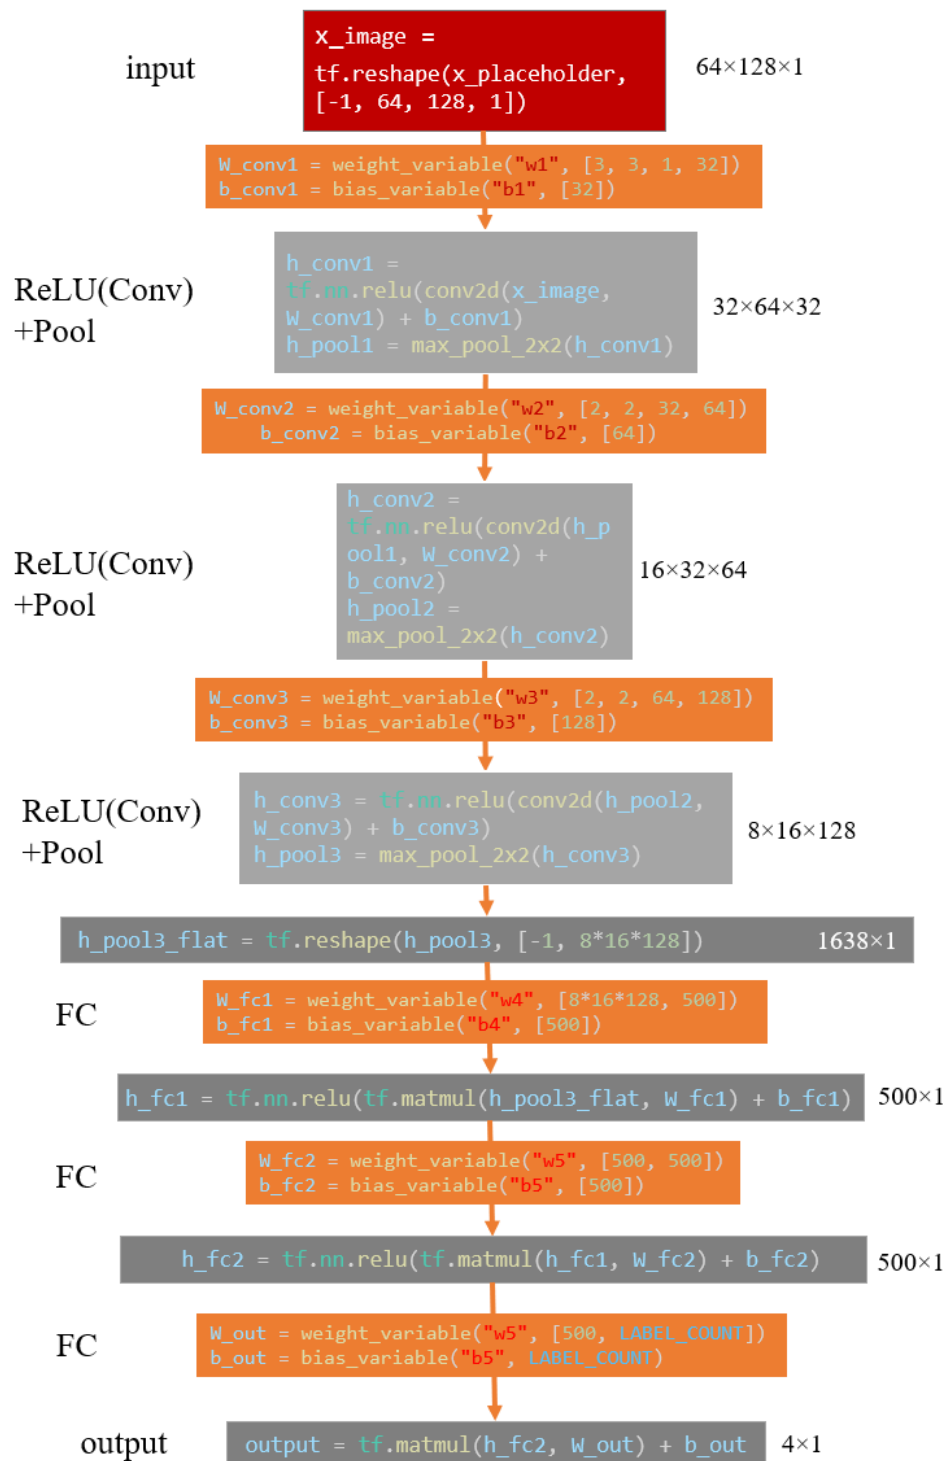 input
x_image =
tf.reshape(x_placeholder,
[-1, 64, 128, 1])
64×128×1
W_conv1 = weight_variable("w1", [3, 3, 1, 32])
b_conv1 = bias_variable("b1", [32])
ReLU(Conv)
+Pool
h_conv1 =
tf.nn.relu(conv2d(x_image,
W_conv1) + b_conv1)
h_pool1 = max_pool_2x2(h_conv1)
32×64×32
W_conv2 = weight_variable("w2", [2, 2, 32, 64])
b_conv2 = bias_variable("b2", [64])
ReLU(Conv)
+Pool
h_conv2 =
tf.nn.relu(conv2d(h_p
ool1, W_conv2) +
b_conv2)
h_pool2 =
max_pool_2x2(h_conv2)
16×32×64
W_conv3 = weight_variable("w3", [2, 2, 64, 128])
b_conv3 = bias_variable("b3", [128])
ReLU(Conv)
+Pool
h_conv3 = tf.nn.relu(conv2d(h_pool2,
W_conv3) + b_conv3)
h_pool3 = max_pool_2x2(h_conv3)
8×16×128
h_pool3_flat = tf.reshape(h_pool3, [-1, 8*16*128])
1638×1
FC
W_fc1 = weight_variable("w4", [8*16*128, 500])
b_fc1 = bias_variable("b4", [500])
h_fc1 = tf.nn.relu(tf.matmul(h_pool3_flat, W_fc1) + b_fc1)
500×1
FC
W_fc2 = weight_variable("w5", [500, 500])
b_fc2 = bias_variable("b5", [500])
h_fc2 = tf.nn.relu(tf.matmul(h_fc1, W_fc2) + b_fc2)
500×1
FC
W_out = weight_variable("w5", [500, LABEL_COUNT])
b_out = bias_variable("b5", LABEL_COUNT)
output
output = tf.matmul(h_fc2, W_out) + b_out
4×1